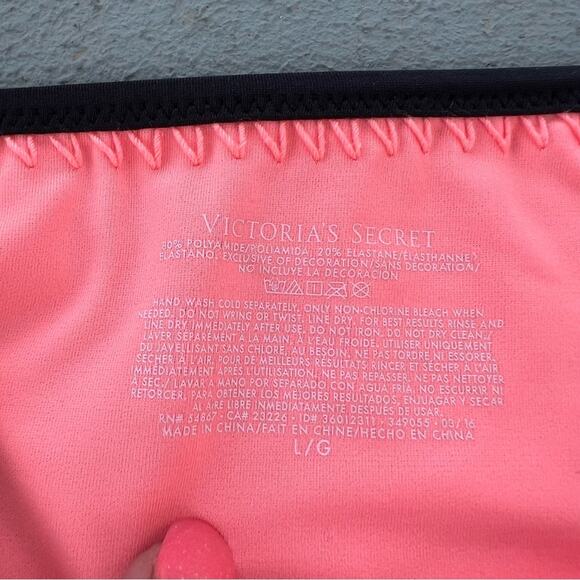 VICTORIA'S SECRET
80% POLYAMIDE/POLIAMIDA, 20% ELASTANE/ÉLASTHANNE/
ELASTANO. EXCLUSIVE OF DECORATION/SANS DECORATION/
NO INCLUYE LA DECORACIÓN
HAND WASH COLD SEPARATELY. ONLY NON-CHLORINE BLEACH WHEN
NEEDED. DO NOT WRING OR TWIST. LINE DRY. FOR BEST RESULTS RINSE AND
LINE DRY IMMEDIATELY AFTER USE. DO NOT IRON. DO NOT DRY CLEAN./
LAVER SÉPARÉMENT À LA MAIN, À L'EAU FROIDE. UTILISER UNIQUEMENT
DU JAVELLISANT SANS CHLORE, AU BESOIN. NE PAS TORDRE NI ESSORER.
SÉCHER À L'AIR. POUR DE MEILLEURS RÉSULTATS RINCER ET SÉCHER À L'AIR
IMMÉDIATEMENT APRÈS L'UTILISATION. NE PAS REPASSER. NE PAS NETTOYER
À SEC./ LAVAR A MANO POR SEPARADO CON AGUA FRIA. NO ESCURRIR NI
RETORCER. PARA OBTENER LOS MEJORES RESULTADOS, ENJUAGAR Y SECAR
AL AIRE LIBRE INMEDIATAMENTE DESPUES DE USAR.
RN# 54867 • CA# 23226 • ID# 36012311 • 349055 • 03/16
MADE IN CHINA/FAIT EN CHINE/HECHO EN CHINA
L/G